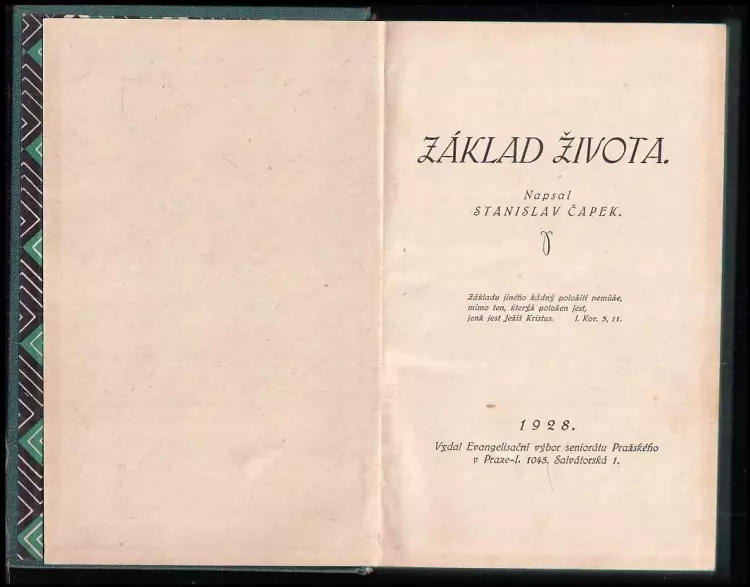 ZÁKLAD ŽIVOTA.
Napsal
STANISLAV ČAPEK.
Základu jiného žádný položiti nemůže,
mimo ten, kterýž položen jest,
jenž jest Ježíš Kristus. I. Kor. 3, 11.
1928.
Vydal Evangelisační výbor seniorátu Pražského
v Praze-I. 1045, Salvátorská 1.